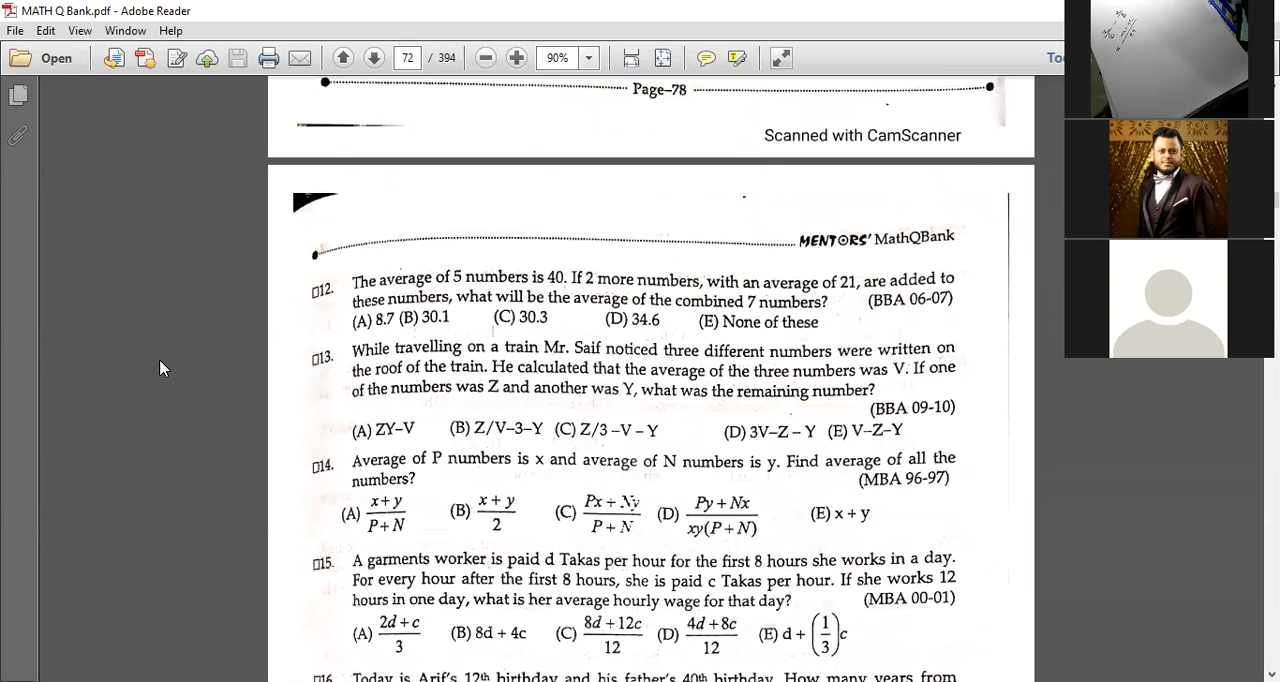 MATH Q Bank.pdf - Adobe Reader
File Edit View Window Help
Open 72 / 394 90%
Page–78
Scanned with CamScanner
MENTORS' MathQBank
12. The average of 5 numbers is 40. If 2 more numbers, with an average of 21, are added to
these numbers, what will be the average of the combined 7 numbers? (BBA 06-07)
(A) 8.7 (B) 30.1 (C) 30.3 (D) 34.6 (E) None of these
13. While travelling on a train Mr. Saif noticed three different numbers were written on
the roof of the train. He calculated that the average of the three numbers was V. If one
of the numbers was Z and another was Y, what was the remaining number?
(BBA 09-10)
(A) ZY–V (B) Z/V–3–Y (C) Z/3 –V – Y (D) 3V–Z – Y (E) V–Z–Y
14. Average of P numbers is x and average of N numbers is y. Find average of all the
numbers? (MBA 96-97)
(A) x+y / P+N (B) x+y / 2 (C) Px + Ny / P+N (D) Py+Nx / xy(P+N) (E) x + y
15. A garments worker is paid d Takas per hour for the first 8 hours she works in a day.
For every hour after the first 8 hours, she is paid c Takas per hour. If she works 12
hours in one day, what is her average hourly wage for that day? (MBA 00-01)
(A) 2d+c / 3 (B) 8d + 4c (C) 8d+12c / 12 (D) 4d+8c / 12 (E) d + (1/3)c
16. Today is Arif's 12th birthday and his father's 40th birthday. How many years from